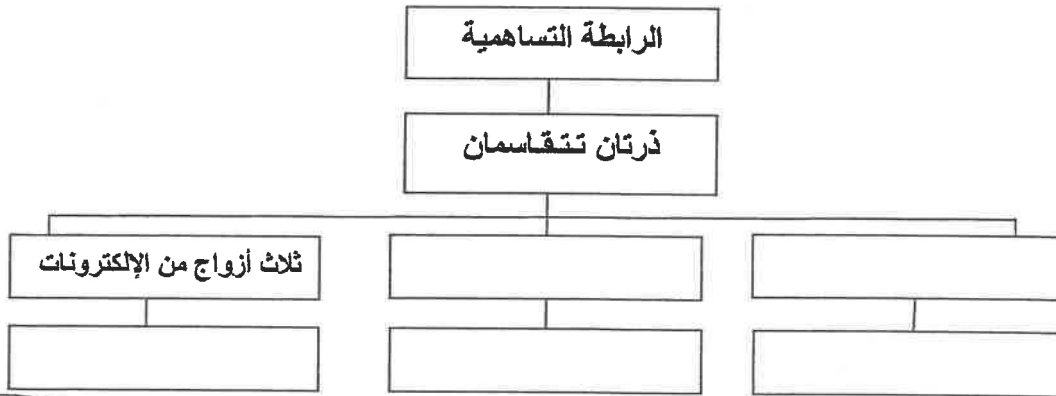 الرابطة التساهمية
ذرتان تتقاسمان
ثلاث أزواج من الإلكترونات